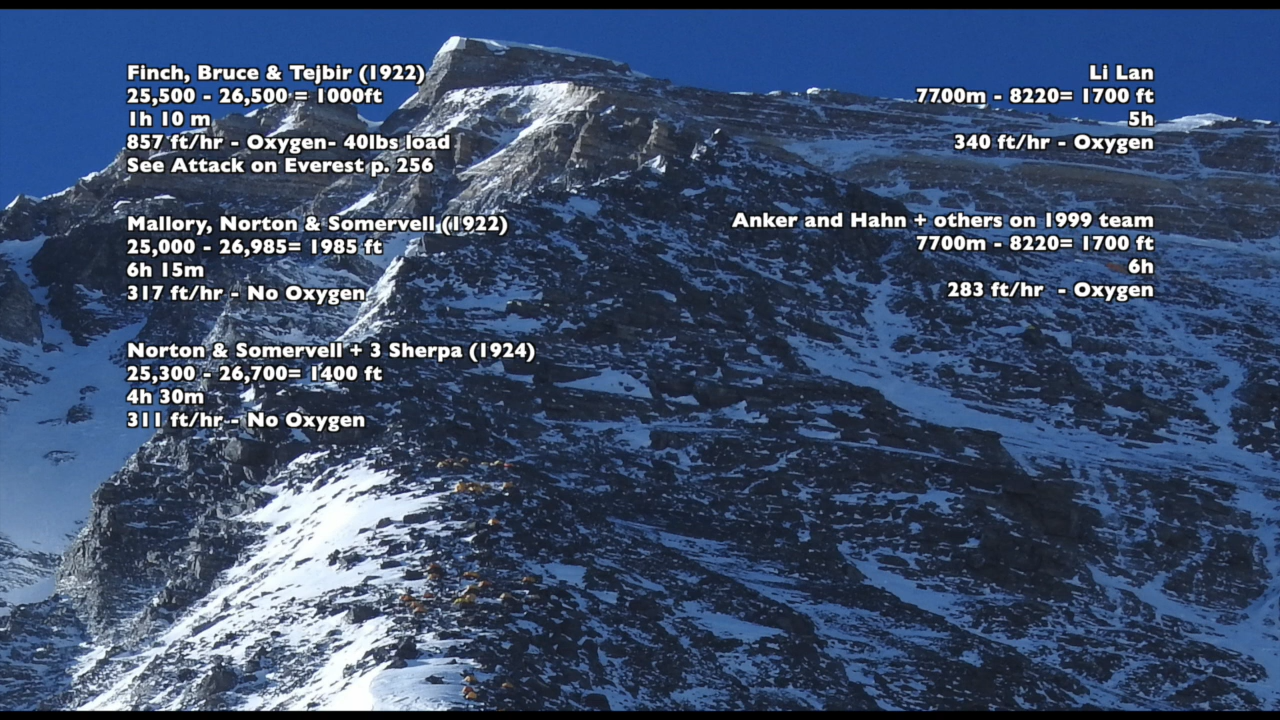 Finch, Bruce & Tejbir (1922)
25,500 - 26,500 = 1000ft
1h 10 m
857 ft/hr - Oxygen- 40lbs load
See Attack on Everest p. 256
Mallory, Norton & Somervell (1922)
25,000 - 26,985= 1985 ft
6h 15m
317 ft/hr - No Oxygen
Norton & Somervell + 3 Sherpa (1924)
25,300 - 26,700= 1400 ft
4h 30m
311 ft/hr - No Oxygen
Li Lan
7700m - 8220= 1700 ft
5h
340 ft/hr - Oxygen
Anker and Hahn + others on 1999 team
7700m - 8220= 1700 ft
6h
283 ft/hr - Oxygen